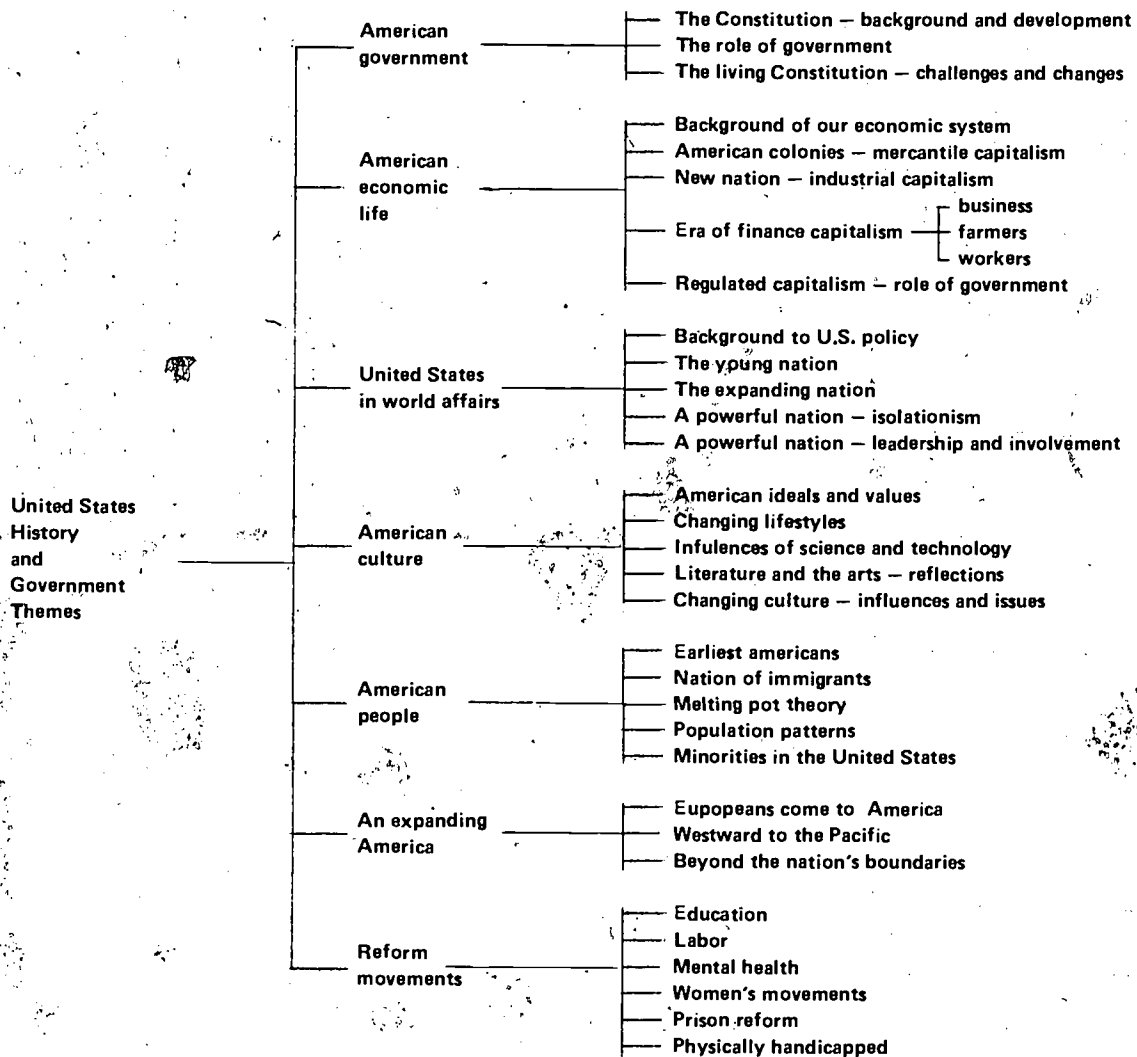 United States
History
and
Government
Themes
American
government
The Constitution — background and development
The role of government
The living Constitution — challenges and changes
American
economic
life
Background of our economic system
American colonies — mercantile capitalism
New nation — industrial capitalism
Era of finance capitalism
business
farmers
workers
Regulated capitalism — role of government
United States
in world affairs
Background to U.S. policy
The young nation
The expanding nation
A powerful nation — isolationism
A powerful nation — leadership and involvement
American
culture
American ideals and values
Changing lifestyles
Infulences of science and technology
Literature and the arts — reflections
Changing culture — influences and issues
American
people
Earliest americans
Nation of immigrants
Melting pot theory
Population patterns
Minorities in the United States
An expanding
America
Eupopeans come to America
Westward to the Pacific
Beyond the nation's boundaries
Reform
movements
Education
Labor
Mental health
Women's movements
Prison reform
Physically handicapped